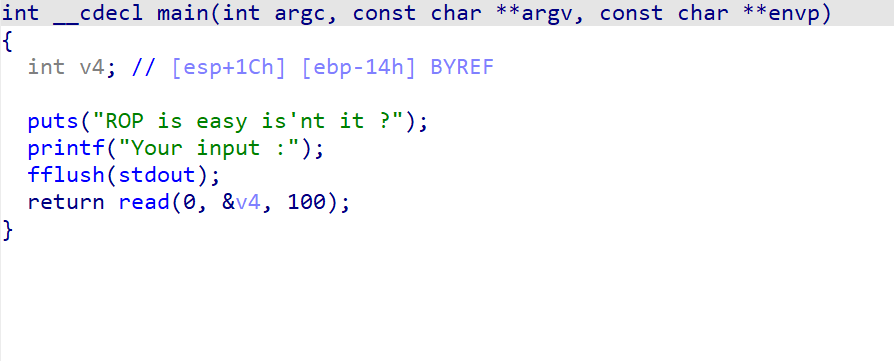 int __cdecl main(int argc, const char **argv, const char **envp)
{
  int v4; // [esp+1Ch] [ebp-14h] BYREF
  puts("ROP is easy is'nt it ?");
  printf("Your input :");
  fflush(stdout);
  return read(0, &v4, 100);
}